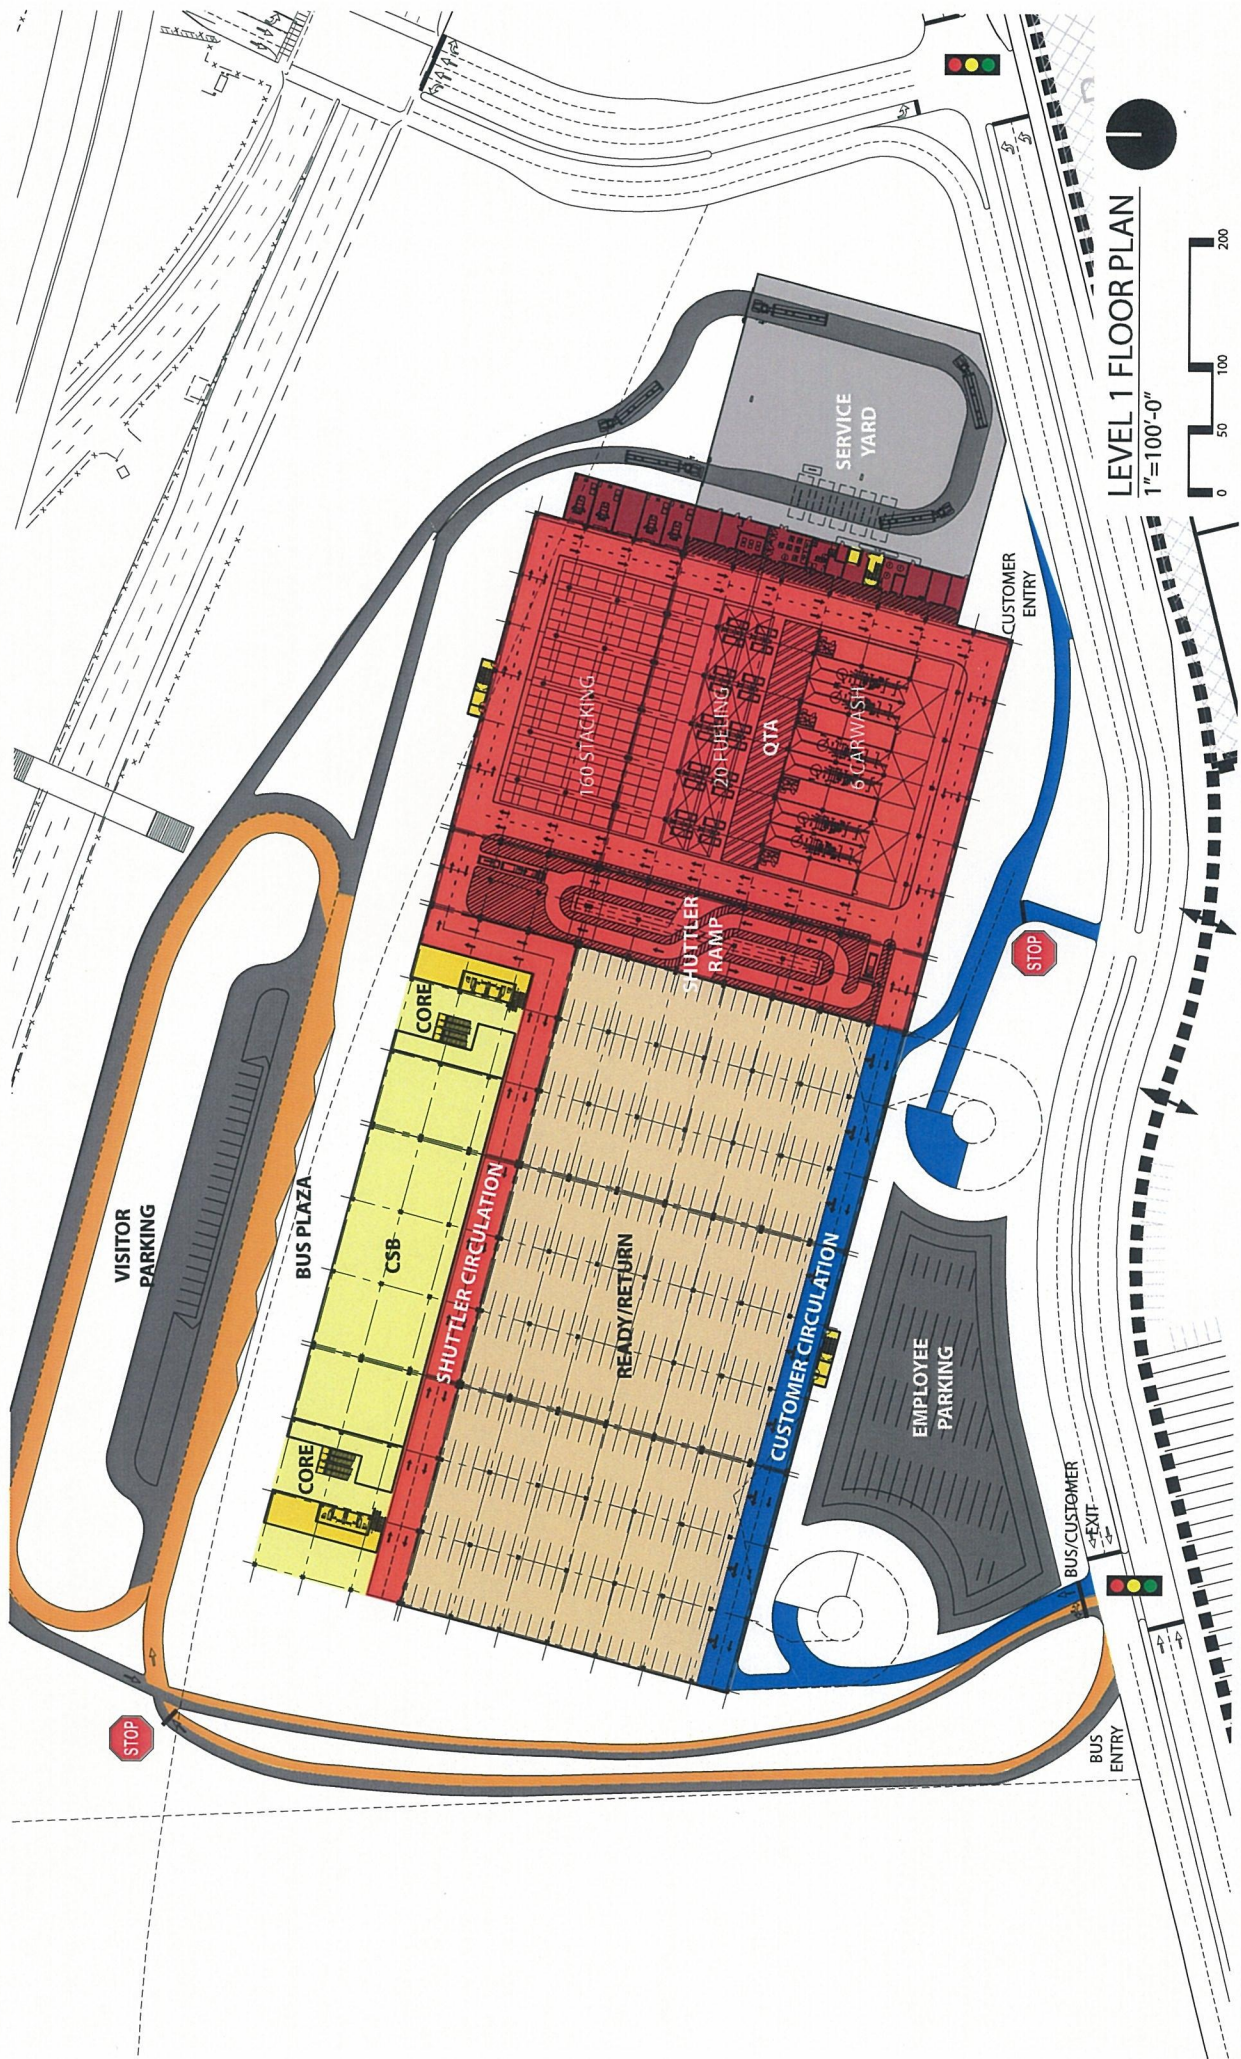 VISITOR
PARKING
BUS PLAZA
CORE
CSB
CORE
SHUTTLER CIRCULATION
READY/RETURN
CUSTOMER CIRCULATION
160 STACKING
20 FUELING
QTA
6 CARWASH
SHUTTLER
RAMP
SERVICE
YARD
EMPLOYEE
PARKING
CUSTOMER
ENTRY
STOP
STOP
BUS/CUSTOMER
EXIT
BUS
ENTRY
LEVEL 1 FLOOR PLAN
1"=100'-0"
0 50 100 200